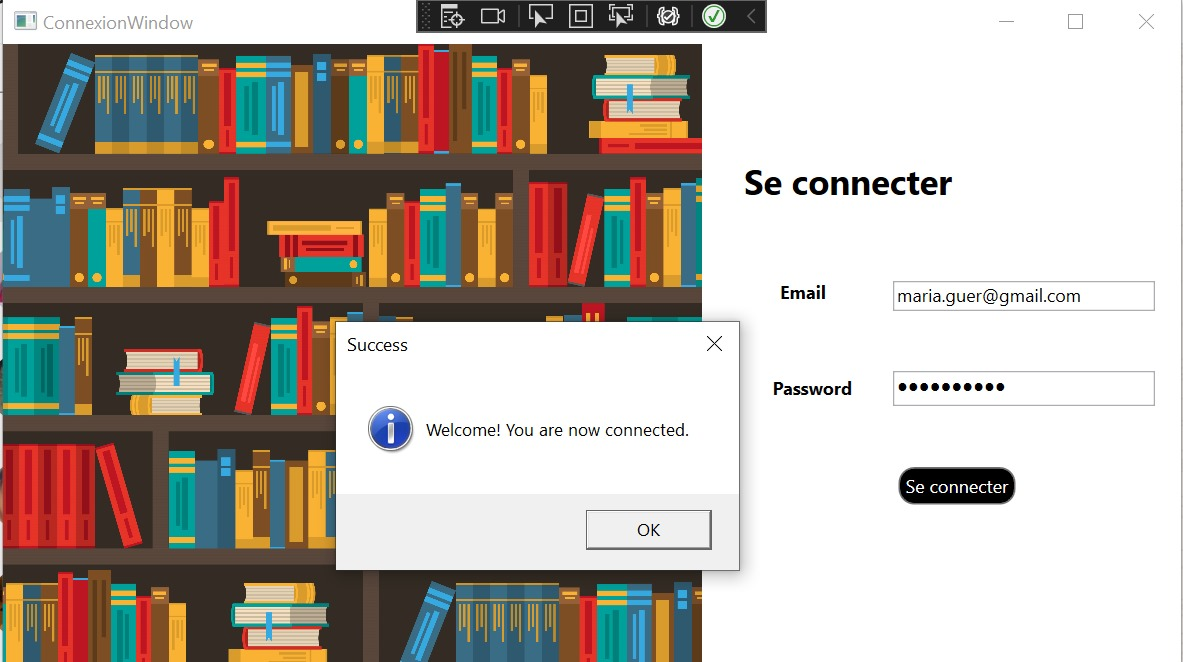 ConnexionWindow
Se connecter
Email
maria.guer@gmail.com
Password
Se connecter
Success
Welcome! You are now connected.
OK